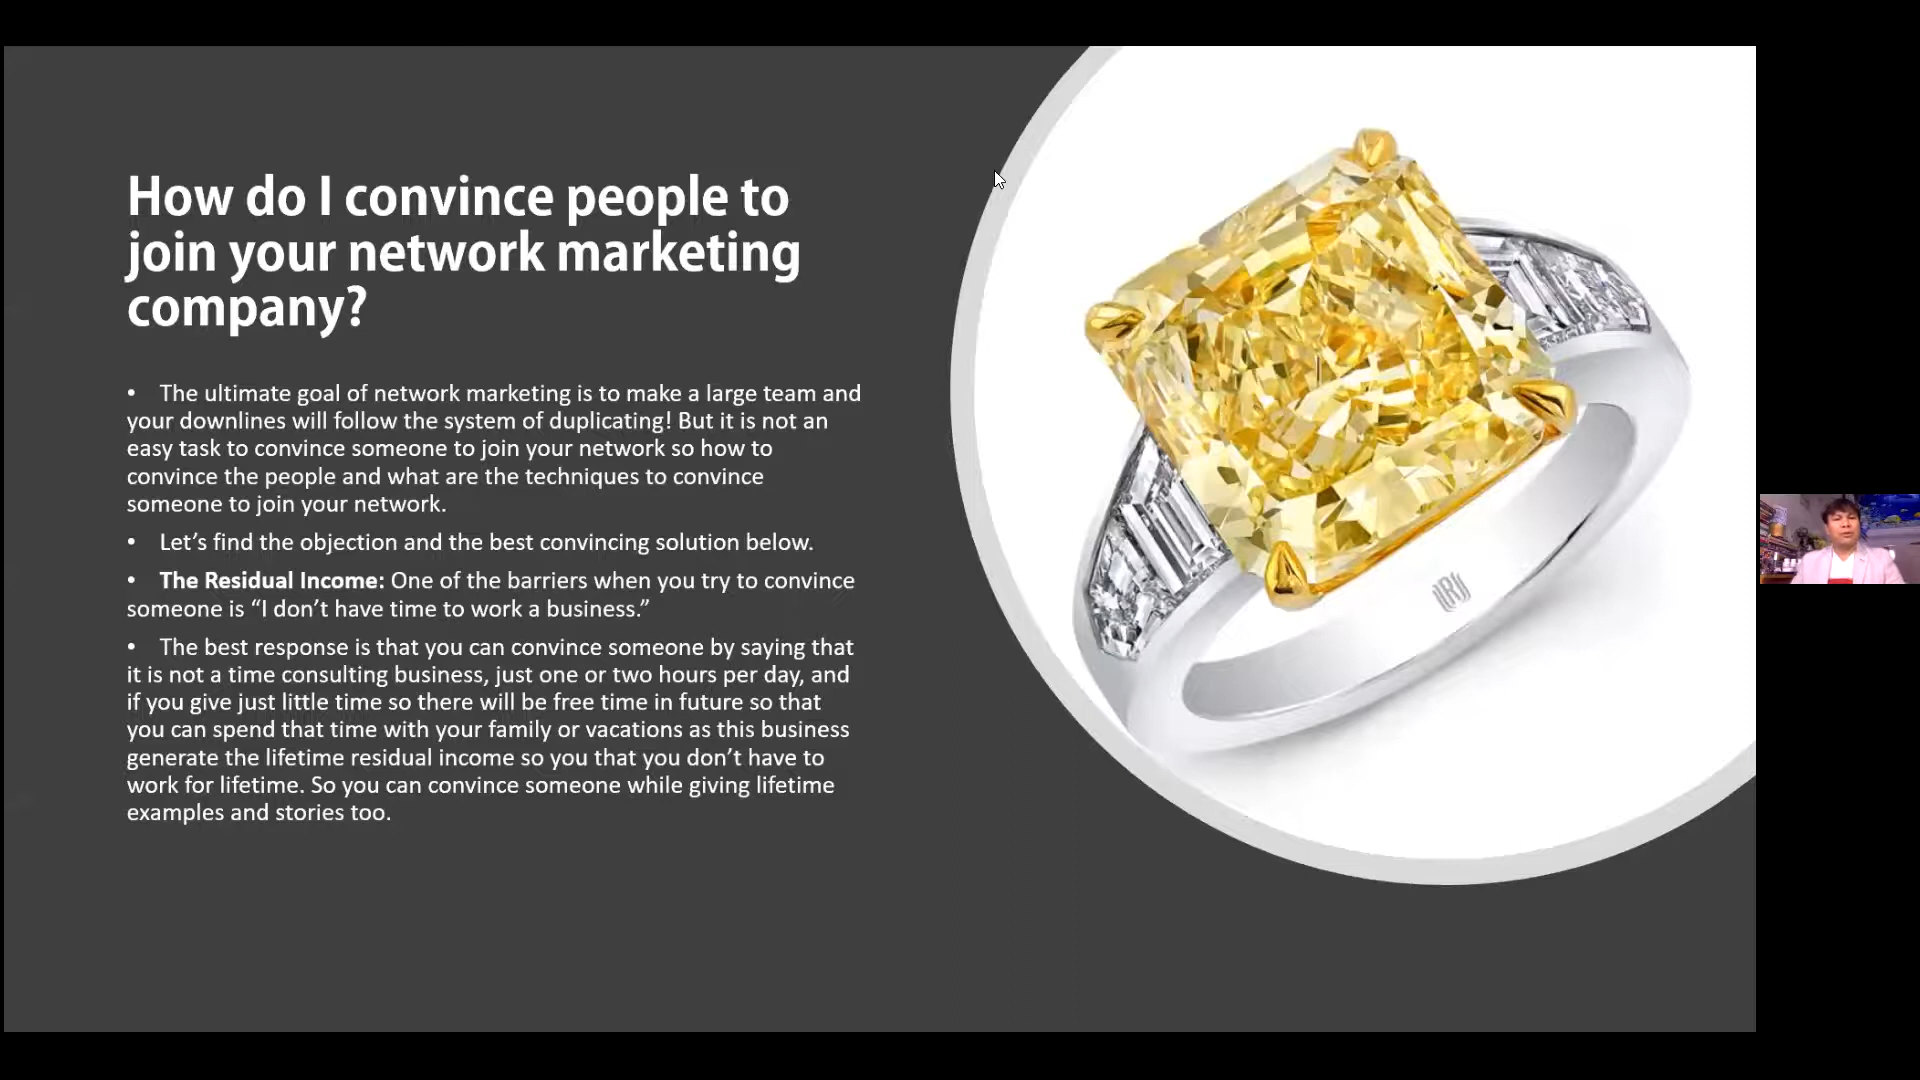 How do I convince people to
join your network marketing
company?
• The ultimate goal of network marketing is to make a large team and
your downlines will follow the system of duplicating! But it is not an
easy task to convince someone to join your network so how to
convince the people and what are the techniques to convince
someone to join your network.
• Let’s find the objection and the best convincing solution below.
• The Residual Income: One of the barriers when you try to convince
someone is “I don’t have time to work a business.”
• The best response is that you can convince someone by saying that
it is not a time consulting business, just one or two hours per day, and
if you give just little time so there will be free time in future so that
you can spend that time with your family or vacations as this business
generate the lifetime residual income so you that you don’t have to
work for lifetime. So you can convince someone while giving lifetime
examples and stories too.